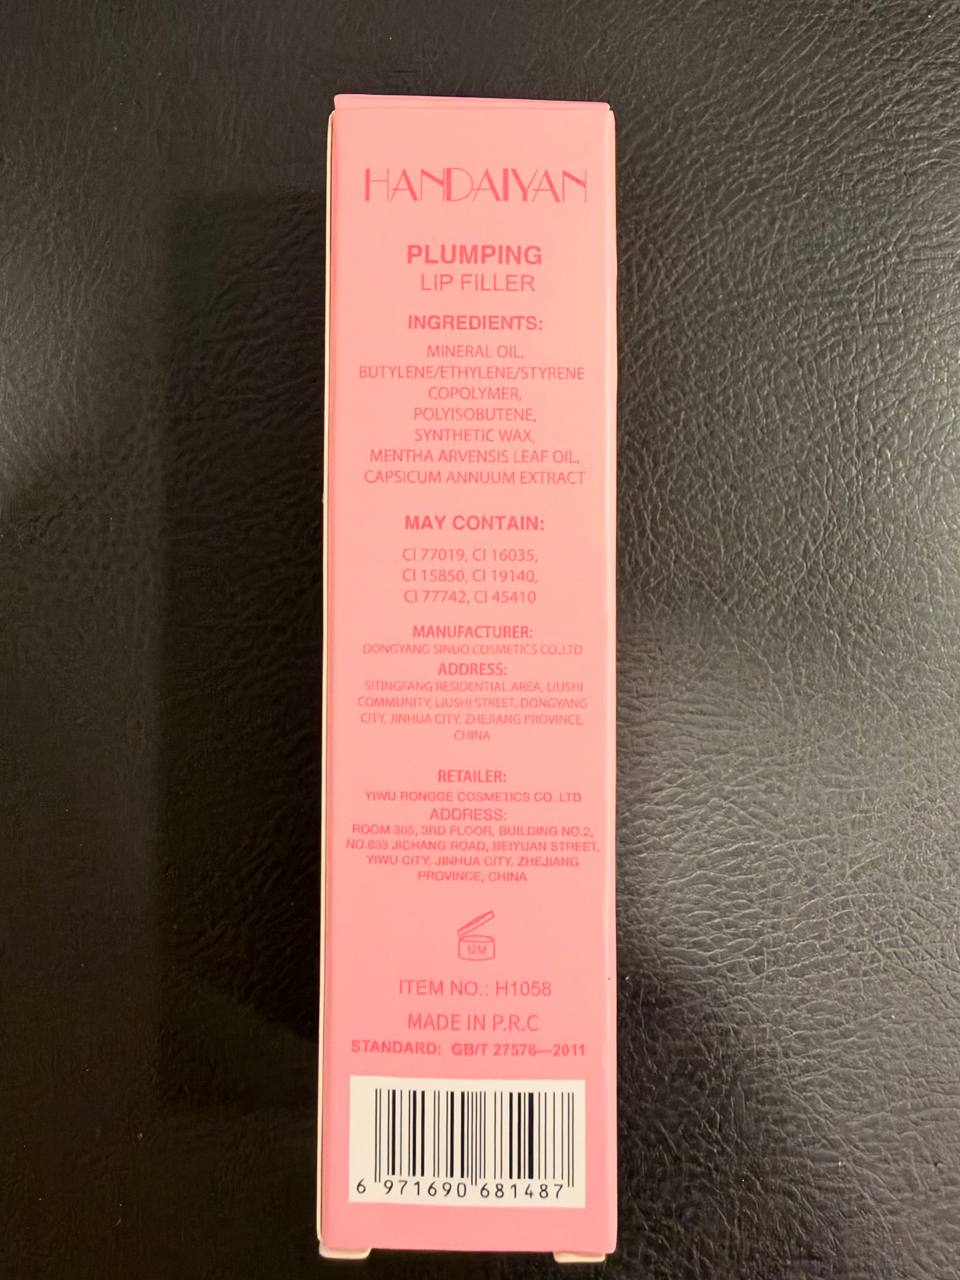 HANDAIYAN
PLUMPING
LIP FILLER
INGREDIENTS:
MINERAL OIL,
BUTYLENE/ETHYLENE/STYRENE
COPOLYMER,
POLYISOBUTENE,
SYNTHETIC WAX,
MENTHA ARVENSIS LEAF OIL,
CAPSICUM ANNUUM EXTRACT
MAY CONTAIN:
CI 77019, CI 16035,
CI 15850, CI 19140,
CI 77742, CI 45410
MANUFACTURER:
DONGYANG SINUO COSMETICS CO.,LTD
ADDRESS:
SITINGFANG RESIDENTIAL AREA, LIUSHI
COMMUNITY, LIUSHI STREET, DONGYANG
CITY, JINHUA CITY, ZHEJIANG PROVINCE,
CHINA
RETAILER:
YIWU RONGGE COSMETICS CO.,LTD
ADDRESS:
ROOM 305, 3RD FLOOR, BUILDING NO.2,
NO.633 JICHANG ROAD, BEIYUAN STREET,
YIWU CITY, JINHUA CITY, ZHEJIANG
PROVINCE, CHINA
12M
ITEM NO.: H1058
MADE IN P.R.C
STANDARD: GB/T 27576—2011
6 971690 681487